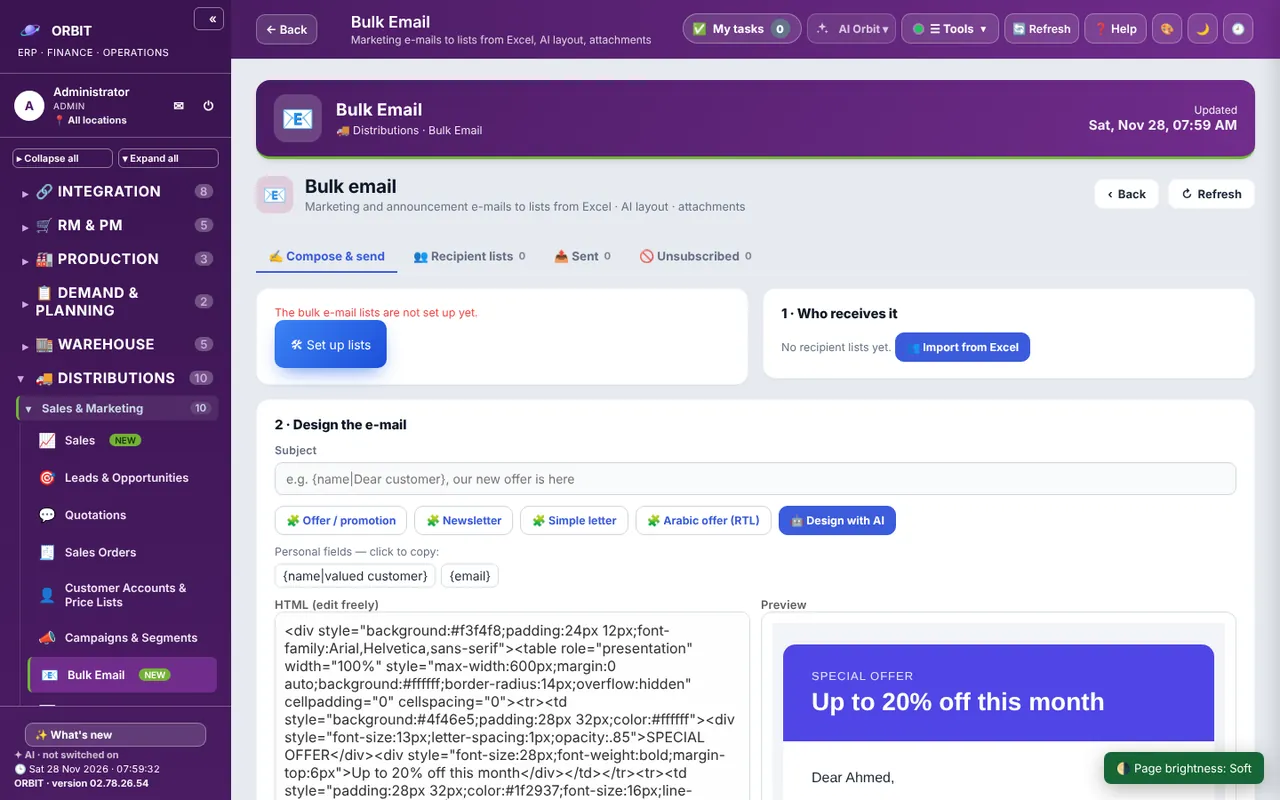 «
ORBIT
ERP · FINANCE · OPERATIONS
A
Administrator
ADMIN
📍 All locations
▸ Collapse all
▾ Expand all
▸ 🔗 INTEGRATION 8
▸ 🛒 RM & PM 5
▸ 🏭 PRODUCTION 3
▸ 📋 DEMAND &
PLANNING 2
▸ 🏬 WAREHOUSE 5
▾ 🚚 DISTRIBUTIONS 10
▾ Sales & Marketing 10
📈 Sales NEW
🎯 Leads & Opportunities
💬 Quotations
🧾 Sales Orders
👤 Customer Accounts &
Price Lists
📣 Campaigns & Segments
📧 Bulk Email NEW
✨ What's new
✦ AI · not switched on
🕒 Sat 28 Nov 2026 · 07:59:32
ORBIT · version 02.78.26.54
← Back
Bulk Email
Marketing e-mails to lists from Excel, AI layout, attachments
✅ My tasks 0
AI Orbit ▾
☰ Tools ▾
🔄 Refresh
❓ Help
Bulk Email
🚚 Distributions · Bulk Email
Updated
Sat, Nov 28, 07:59 AM
Bulk email
Marketing and announcement e-mails to lists from Excel · AI layout · attachments
‹ Back
↻ Refresh
✍️ Compose & send
👥 Recipient lists 0
📤 Sent 0
🚫 Unsubscribed 0
The bulk e-mail lists are not set up yet.
🛠 Set up lists
1 · Who receives it
No recipient lists yet. 👥 Import from Excel
2 · Design the e-mail
Subject
e.g. {name|Dear customer}, our new offer is here
🧩 Offer / promotion
🧩 Newsletter
🧩 Simple letter
🧩 Arabic offer (RTL)
🤖 Design with AI
Personal fields — click to copy:
{name|valued customer}
{email}
HTML (edit freely)
<div style="background:#f3f4f8;padding:24px 12px;font-
family:Arial,Helvetica,sans-serif"><table role="presentation"
width="100%" style="max-width:600px;margin:0
auto;background:#ffffff;border-radius:14px;overflow:hidden"
cellpadding="0" cellspacing="0"><tr><td
style="background:#4f46e5;padding:28px 32px;color:#ffffff"><div
style="font-size:13px;letter-spacing:1px;opacity:.85">SPECIAL
OFFER</div><div style="font-size:28px;font-weight:bold;margin-
top:6px">Up to 20% off this month</div></td></tr><tr><td
style="padding:28px 32px;color:#1f2937;font-size:16px;line-
Preview
SPECIAL OFFER
Up to 20% off this month
Dear Ahmed,
🌗 Page brightness: Soft